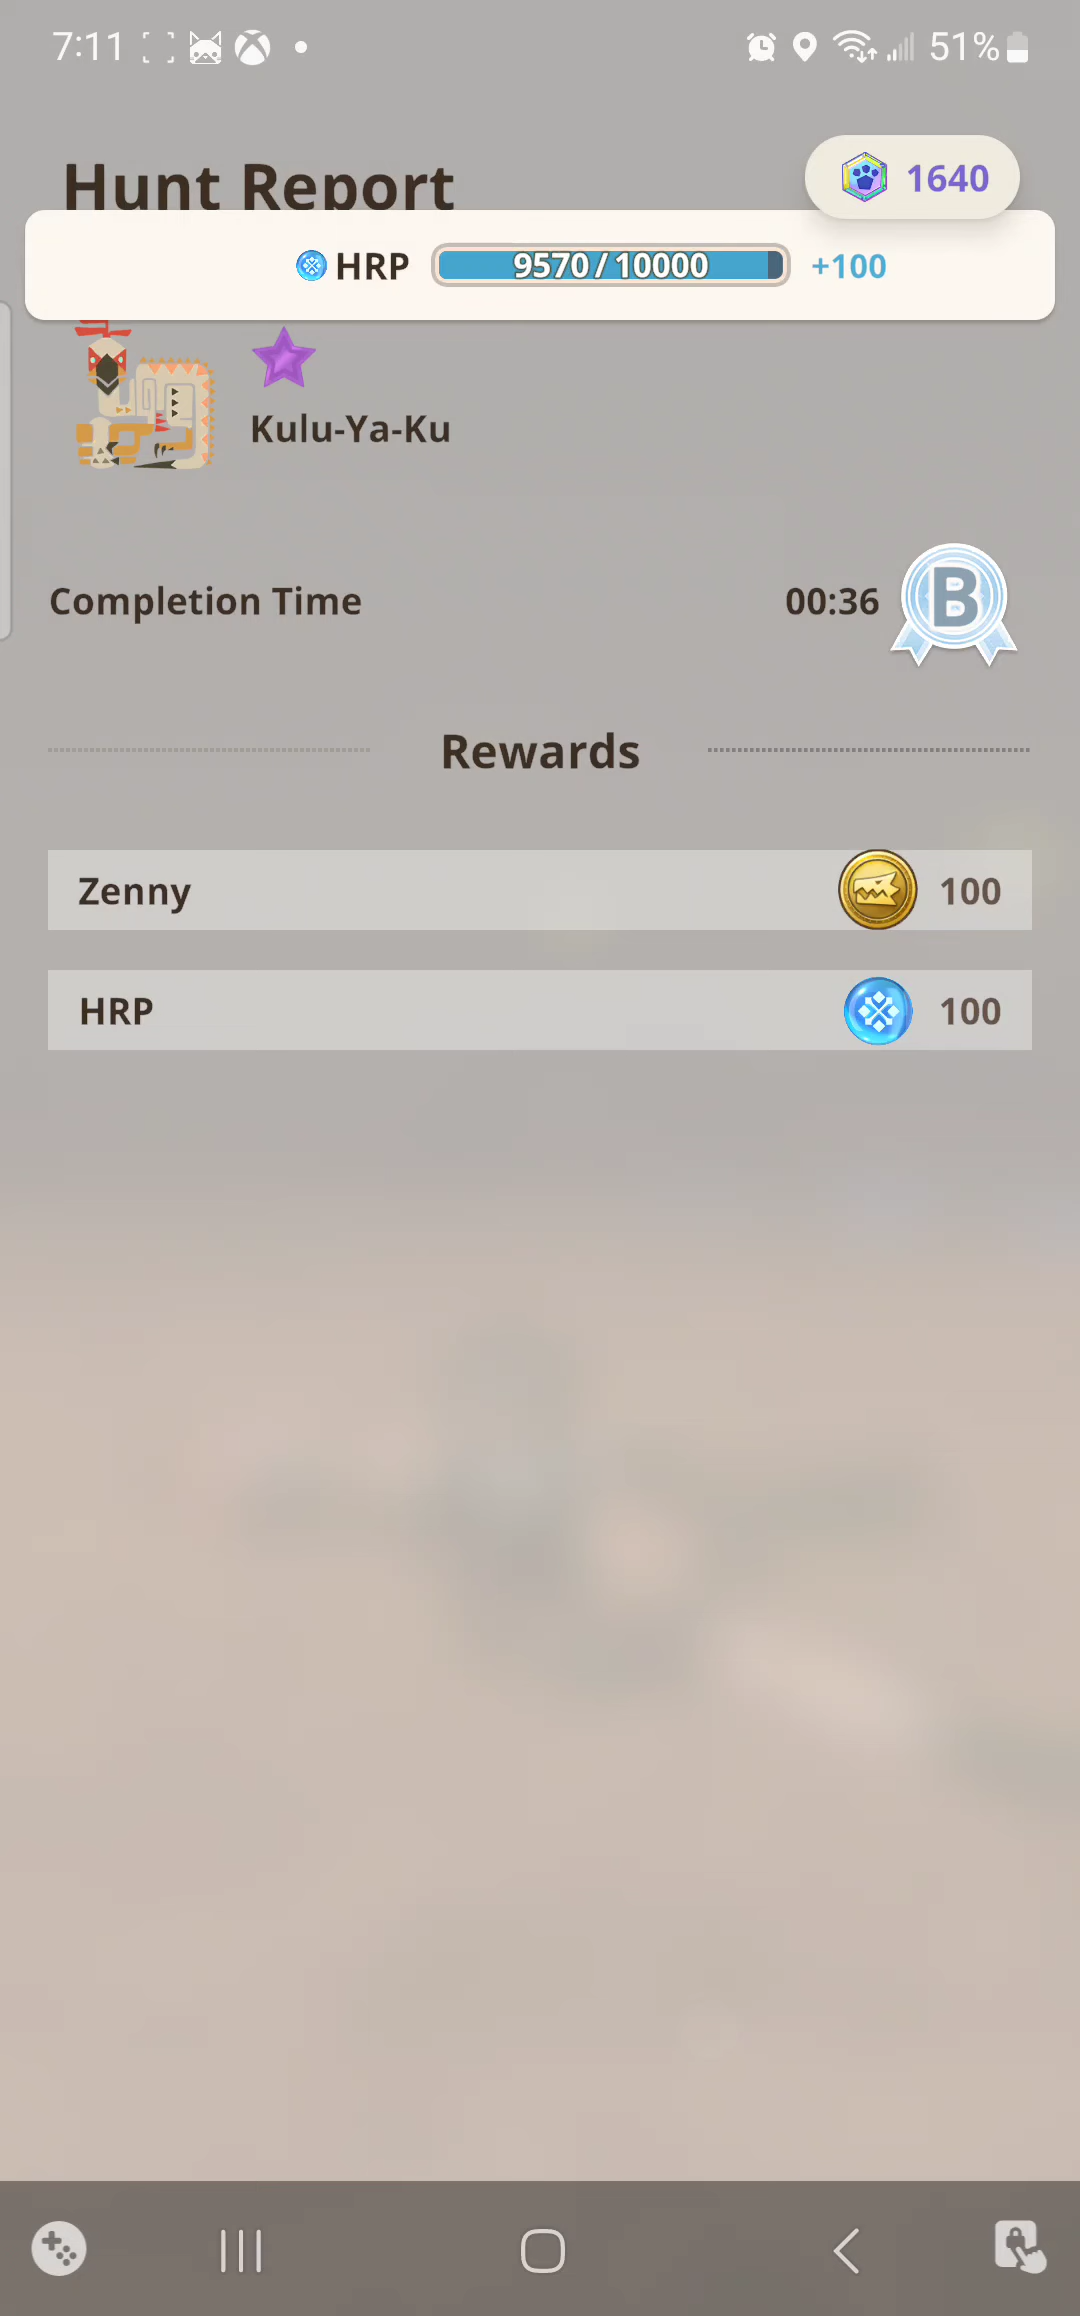 7:11 51%
Hunt Report
1640
HRP 9570/10000 +100
Kulu-Ya-Ku
Completion Time 00:36 B
Rewards
Zenny 100
HRP 100